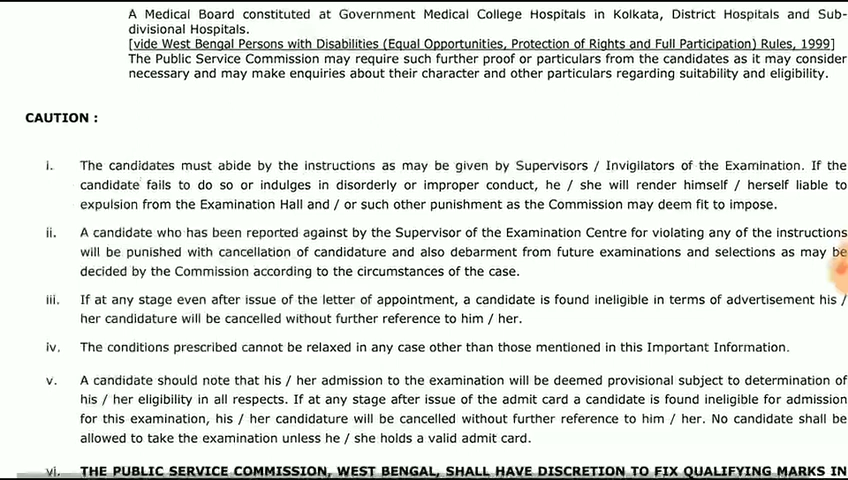 A Medical Board constituted at Government Medical College Hospitals in Kolkata, District Hospitals and Sub-
divisional Hospitals.
[vide West Bengal Persons with Disabilities (Equal Opportunities, Protection of Rights and Full Participation) Rules, 1999]
The Public Service Commission may require such further proof or particulars from the candidates as it may consider
necessary and may make enquiries about their character and other particulars regarding suitability and eligibility.
CAUTION :
i. The candidates must abide by the instructions as may be given by Supervisors / Invigilators of the Examination. If the
candidate fails to do so or indulges in disorderly or improper conduct, he / she will render himself / herself liable to
expulsion from the Examination Hall and / or such other punishment as the Commission may deem fit to impose.
ii. A candidate who has been reported against by the Supervisor of the Examination Centre for violating any of the instructions
will be punished with cancellation of candidature and also debarment from future examinations and selections as may be
decided by the Commission according to the circumstances of the case.
iii. If at any stage even after issue of the letter of appointment, a candidate is found ineligible in terms of advertisement his /
her candidature will be cancelled without further reference to him / her.
iv. The conditions prescribed cannot be relaxed in any case other than those mentioned in this Important Information.
v. A candidate should note that his / her admission to the examination will be deemed provisional subject to determination of
his / her eligibility in all respects. If at any stage after issue of the admit card a candidate is found ineligible for admission
for this examination, his / her candidature will be cancelled without further reference to him / her. No candidate shall be
allowed to take the examination unless he / she holds a valid admit card.
vi. THE PUBLIC SERVICE COMMISSION, WEST BENGAL, SHALL HAVE DISCRETION TO FIX QUALIFYING MARKS IN